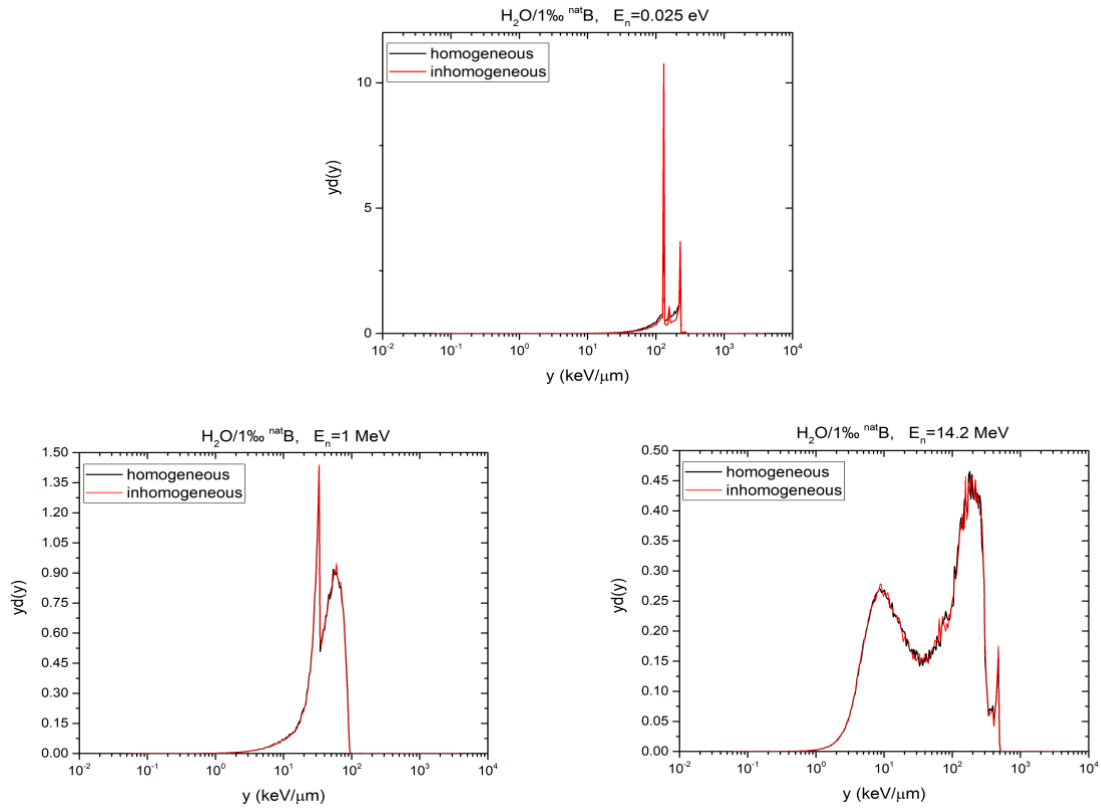 H₂O/1‰ ⁿᵃᵗB, Eₙ=0.025 eV
homogeneous
inhomogeneous
10
5
0
yd(y)
10⁻² 10⁻¹ 10⁰ 10¹ 10² 10³ 10⁴
y (keV/μm)
H₂O/1‰ ⁿᵃᵗB, Eₙ=1 MeV
homogeneous
inhomogeneous
1.50
1.35
1.20
1.05
0.90
0.75
0.60
0.45
0.30
0.15
0.00
yd(y)
10⁻² 10⁻¹ 10⁰ 10¹ 10² 10³ 10⁴
y (keV/μm)
H₂O/1‰ ⁿᵃᵗB, Eₙ=14.2 MeV
homogeneous
inhomogeneous
0.50
0.45
0.40
0.35
0.30
0.25
0.20
0.15
0.10
0.05
0.00
yd(y)
10⁻² 10⁻¹ 10⁰ 10¹ 10² 10³ 10⁴
y (keV/μm)